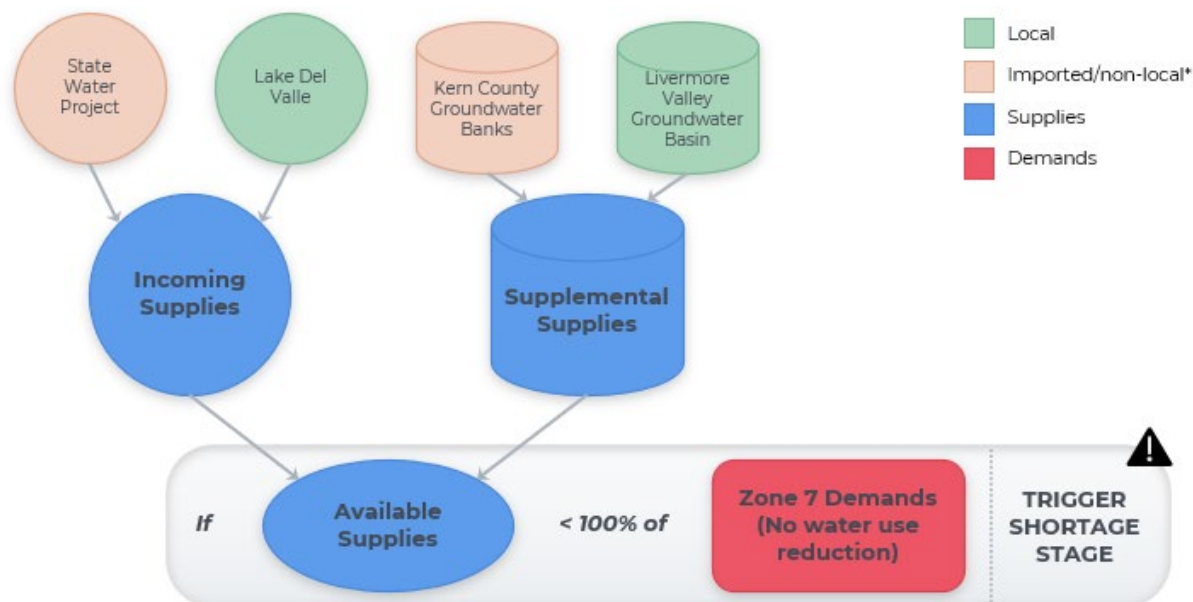 State
Water
Project
Lake Del
Valle
Kern County
Groundwater
Banks
Livermore
Valley
Groundwater
Basin
Local
Imported/non-local*
Supplies
Demands
Incoming
Supplies
Supplemental
Supplies
If
Available
Supplies
< 100% of
Zone 7 Demands
(No water use
reduction)
TRIGGER
SHORTAGE
STAGE